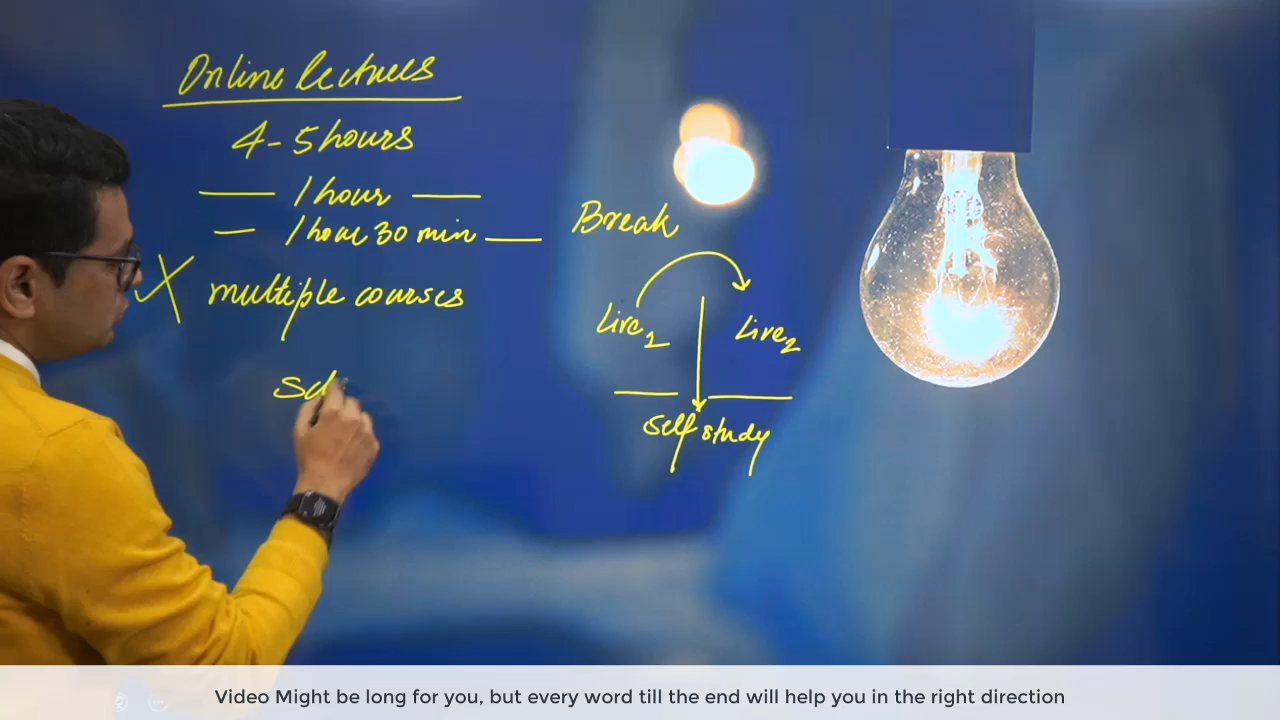 Online lectures
4-5 hours
1 hour
1 hour 30 min
multiple courses
Break
Live2 Live2
self study
Video Might be long for you, but every word till the end will help you in the right direction